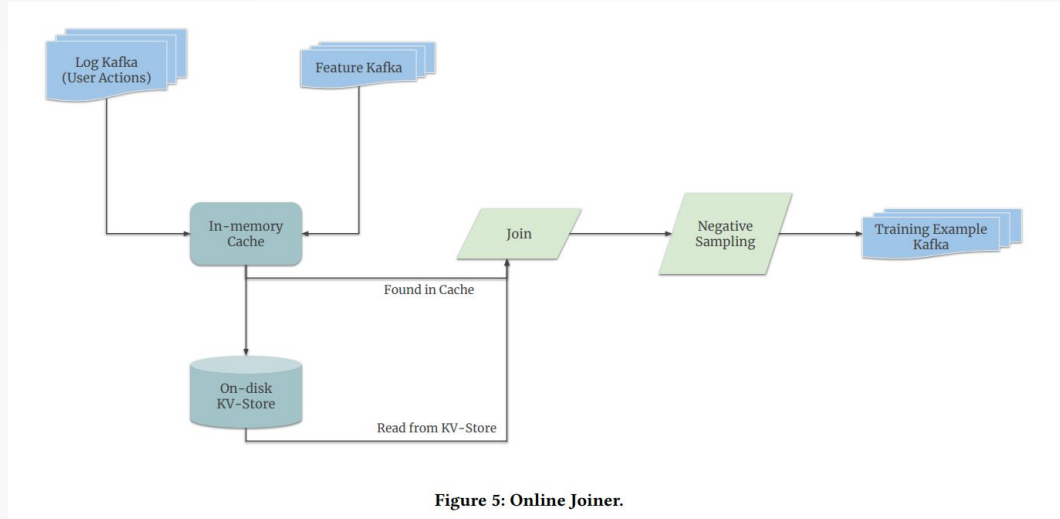 Log Kafka
(User Actions)
Feature Kafka
In-memory
Cache
Join
Negative
Sampling
Training Example
Kafka
Found in Cache
On-disk
KV-Store
Read from KV-Store
Figure 5: Online Joiner.